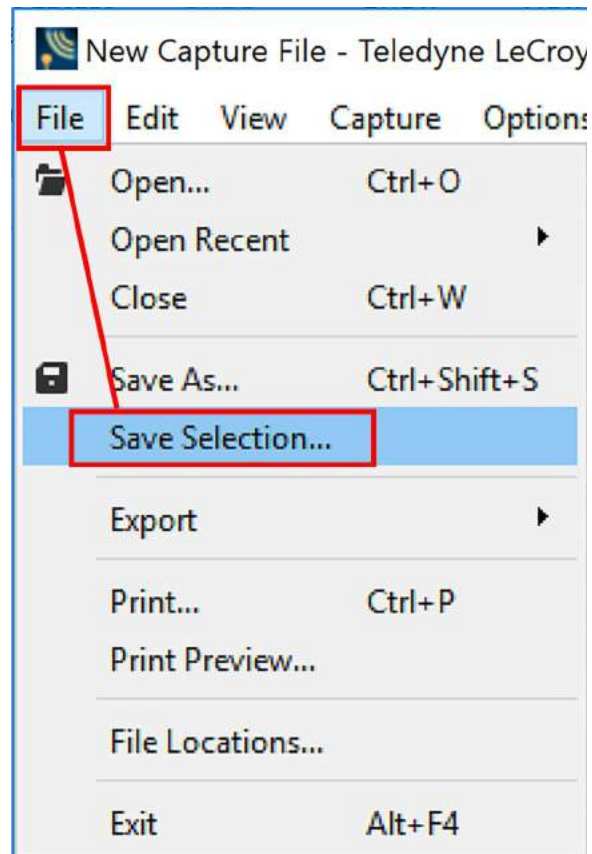 New Capture File - Teledyne LeCroy
File Edit View Capture Options
Open... Ctrl+O
Open Recent
Close Ctrl+W
Save As... Ctrl+Shift+S
Save Selection...
Export
Print... Ctrl+P
Print Preview...
File Locations...
Exit Alt+F4